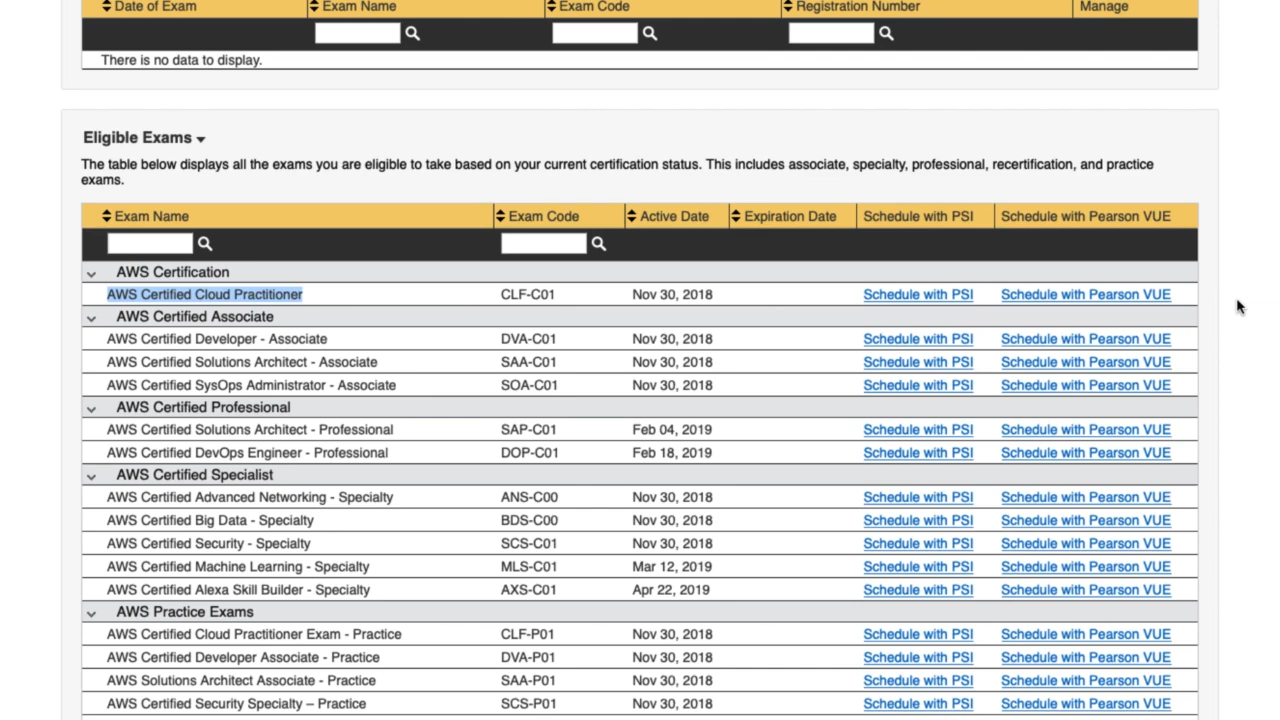 Date of Exam Exam Name Exam Code Registration Number Manage
There is no data to display.
Eligible Exams
The table below displays all the exams you are eligible to take based on your current certification status. This includes associate, specialty, professional, recertification, and practice
exams.
Exam Name Exam Code Active Date Expiration Date Schedule with PSI Schedule with Pearson VUE
AWS Certification
AWS Certified Cloud Practitioner CLF-C01 Nov 30, 2018 Schedule with PSI Schedule with Pearson VUE
AWS Certified Associate
AWS Certified Developer - Associate DVA-C01 Nov 30, 2018 Schedule with PSI Schedule with Pearson VUE
AWS Certified Solutions Architect - Associate SAA-C01 Nov 30, 2018 Schedule with PSI Schedule with Pearson VUE
AWS Certified SysOps Administrator - Associate SOA-C01 Nov 30, 2018 Schedule with PSI Schedule with Pearson VUE
AWS Certified Professional
AWS Certified Solutions Architect - Professional SAP-C01 Feb 04, 2019 Schedule with PSI Schedule with Pearson VUE
AWS Certified DevOps Engineer - Professional DOP-C01 Feb 18, 2019 Schedule with PSI Schedule with Pearson VUE
AWS Certified Specialist
AWS Certified Advanced Networking - Specialty ANS-C00 Nov 30, 2018 Schedule with PSI Schedule with Pearson VUE
AWS Certified Big Data - Specialty BDS-C00 Nov 30, 2018 Schedule with PSI Schedule with Pearson VUE
AWS Certified Security - Specialty SCS-C01 Nov 30, 2018 Schedule with PSI Schedule with Pearson VUE
AWS Certified Machine Learning - Specialty MLS-C01 Mar 12, 2019 Schedule with PSI Schedule with Pearson VUE
AWS Certified Alexa Skill Builder - Specialty AXS-C01 Apr 22, 2019 Schedule with PSI Schedule with Pearson VUE
AWS Practice Exams
AWS Certified Cloud Practitioner Exam - Practice CLF-P01 Nov 30, 2018 Schedule with PSI Schedule with Pearson VUE
AWS Certified Developer Associate - Practice DVA-P01 Nov 30, 2018 Schedule with PSI Schedule with Pearson VUE
AWS Solutions Architect Associate - Practice SAA-P01 Nov 30, 2018 Schedule with PSI Schedule with Pearson VUE
AWS Certified Security Specialty – Practice SCS-P01 Nov 30, 2018 Schedule with PSI Schedule with Pearson VUE